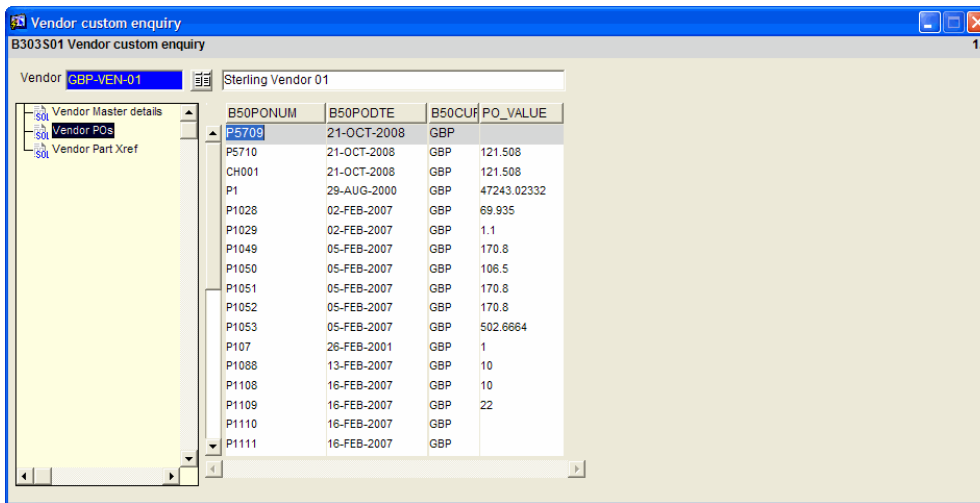 Vendor custom enquiry
B303S01 Vendor custom enquiry 1
Vendor GBP-VEN-01 Sterling Vendor 01
SQL Vendor Master details
SQL Vendor POs
SQL Vendor Part Xref
B50PONUM B50PODTE B50CUR PO_VALUE
P5709 21-OCT-2008 GBP
P5710 21-OCT-2008 GBP 121.508
CH001 21-OCT-2008 GBP 121.508
P1 29-AUG-2000 GBP 47243.02332
P1028 02-FEB-2007 GBP 69.935
P1029 02-FEB-2007 GBP 1.1
P1049 05-FEB-2007 GBP 170.8
P1050 05-FEB-2007 GBP 106.5
P1051 05-FEB-2007 GBP 170.8
P1052 05-FEB-2007 GBP 170.8
P1053 05-FEB-2007 GBP 502.6664
P107 26-FEB-2001 GBP 1
P1088 13-FEB-2007 GBP 10
P1108 16-FEB-2007 GBP 10
P1109 16-FEB-2007 GBP 22
P1110 16-FEB-2007 GBP
P1111 16-FEB-2007 GBP